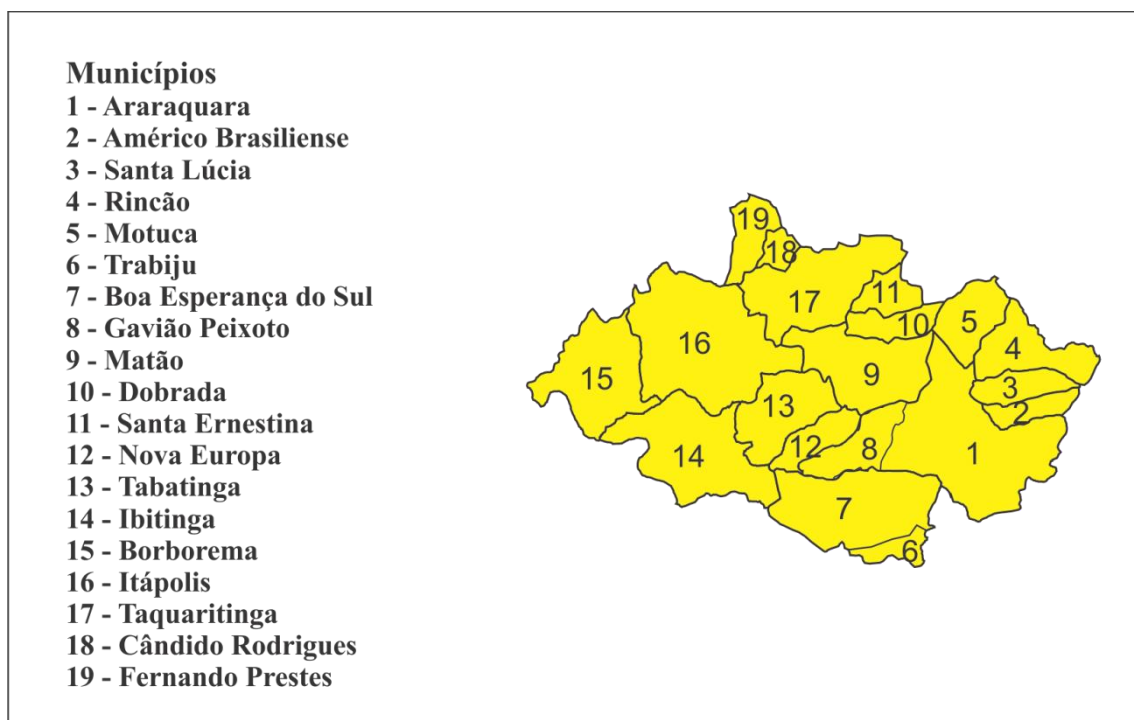 Municípios
1 - Araraquara
2 - Américo Brasiliense
3 - Santa Lúcia
4 - Rincão
5 - Motuca
6 - Trabiju
7 - Boa Esperança do Sul
8 - Gavião Peixoto
9 - Matão
10 - Dobrada
11 - Santa Ernestina
12 - Nova Europa
13 - Tabatinga
14 - Ibitinga
15 - Borborema
16 - Itápolis
17 - Taquaritinga
18 - Cândido Rodrigues
19 - Fernando Prestes
19
18
17
11
10
5
4
16
15
9
3
13
2
12
8
14
1
7
6